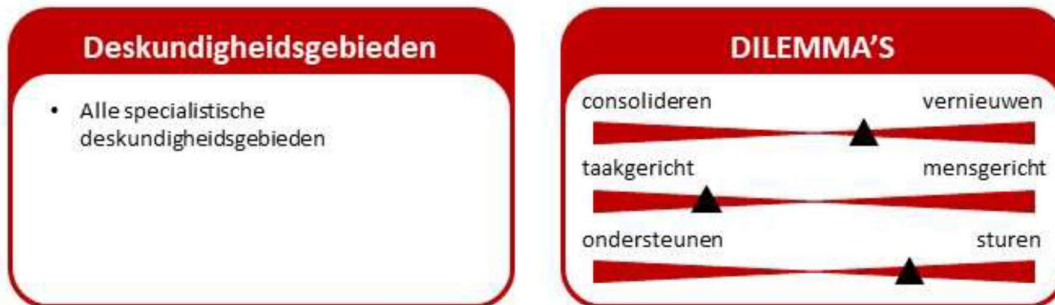 Deskundigheidsgebieden
• Alle specialistische
deskundigheidsgebieden
DILEMMA'S
consolideren vernieuwen
taakgericht mensgericht
ondersteunen sturen